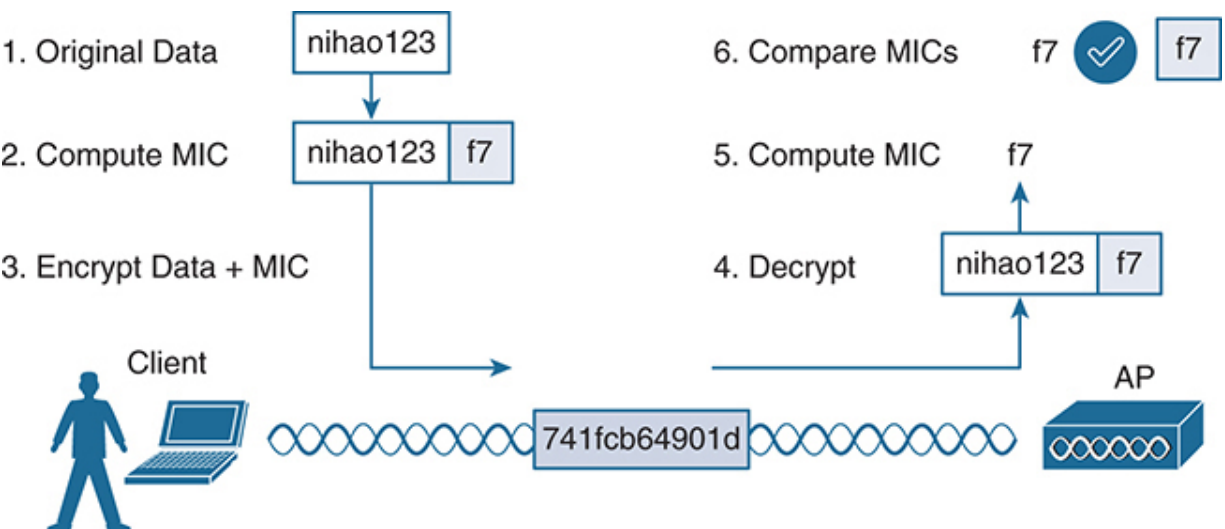 1. Original Data
nihao123
2. Compute MIC
nihao123 f7
3. Encrypt Data + MIC
6. Compare MICs
f7 f7
5. Compute MIC
f7
4. Decrypt
nihao123 f7
Client
741fcb64901d
AP